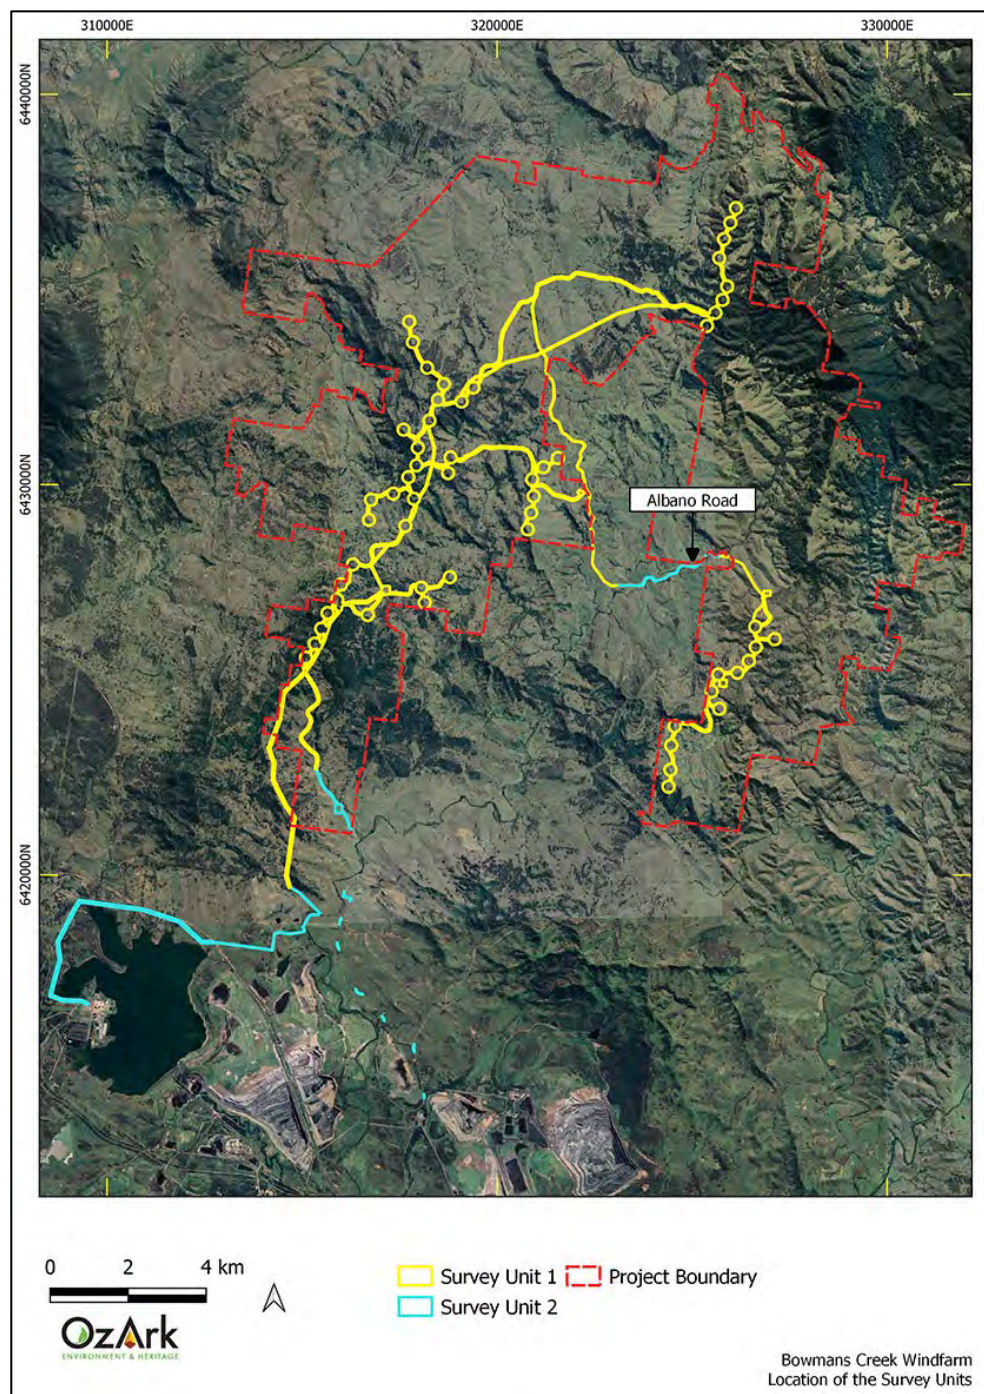 310000E
320000E
330000E
6440000N
6430000N
6420000N
Albano Road
0 2 4 km
Survey Unit 1
Project Boundary
Survey Unit 2
OzArk
ENVIRONMENT & HERITAGE
Bowmans Creek Windfarm
Location of the Survey Units